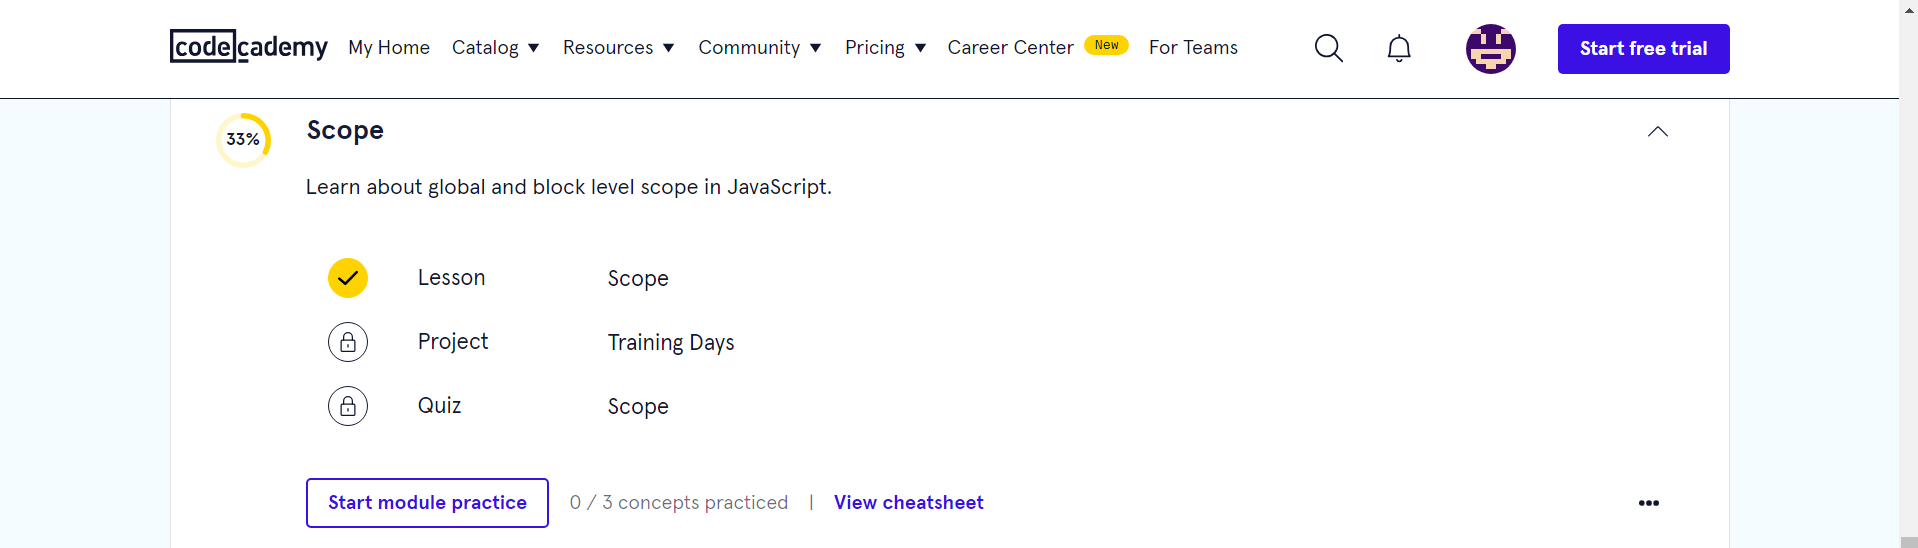 codecademy My Home Catalog Resources Community Pricing Career Center New For Teams Start free trial
33% Scope
Learn about global and block level scope in JavaScript.
Lesson Scope
Project Training Days
Quiz Scope
Start module practice 0 / 3 concepts practiced | View cheatsheet